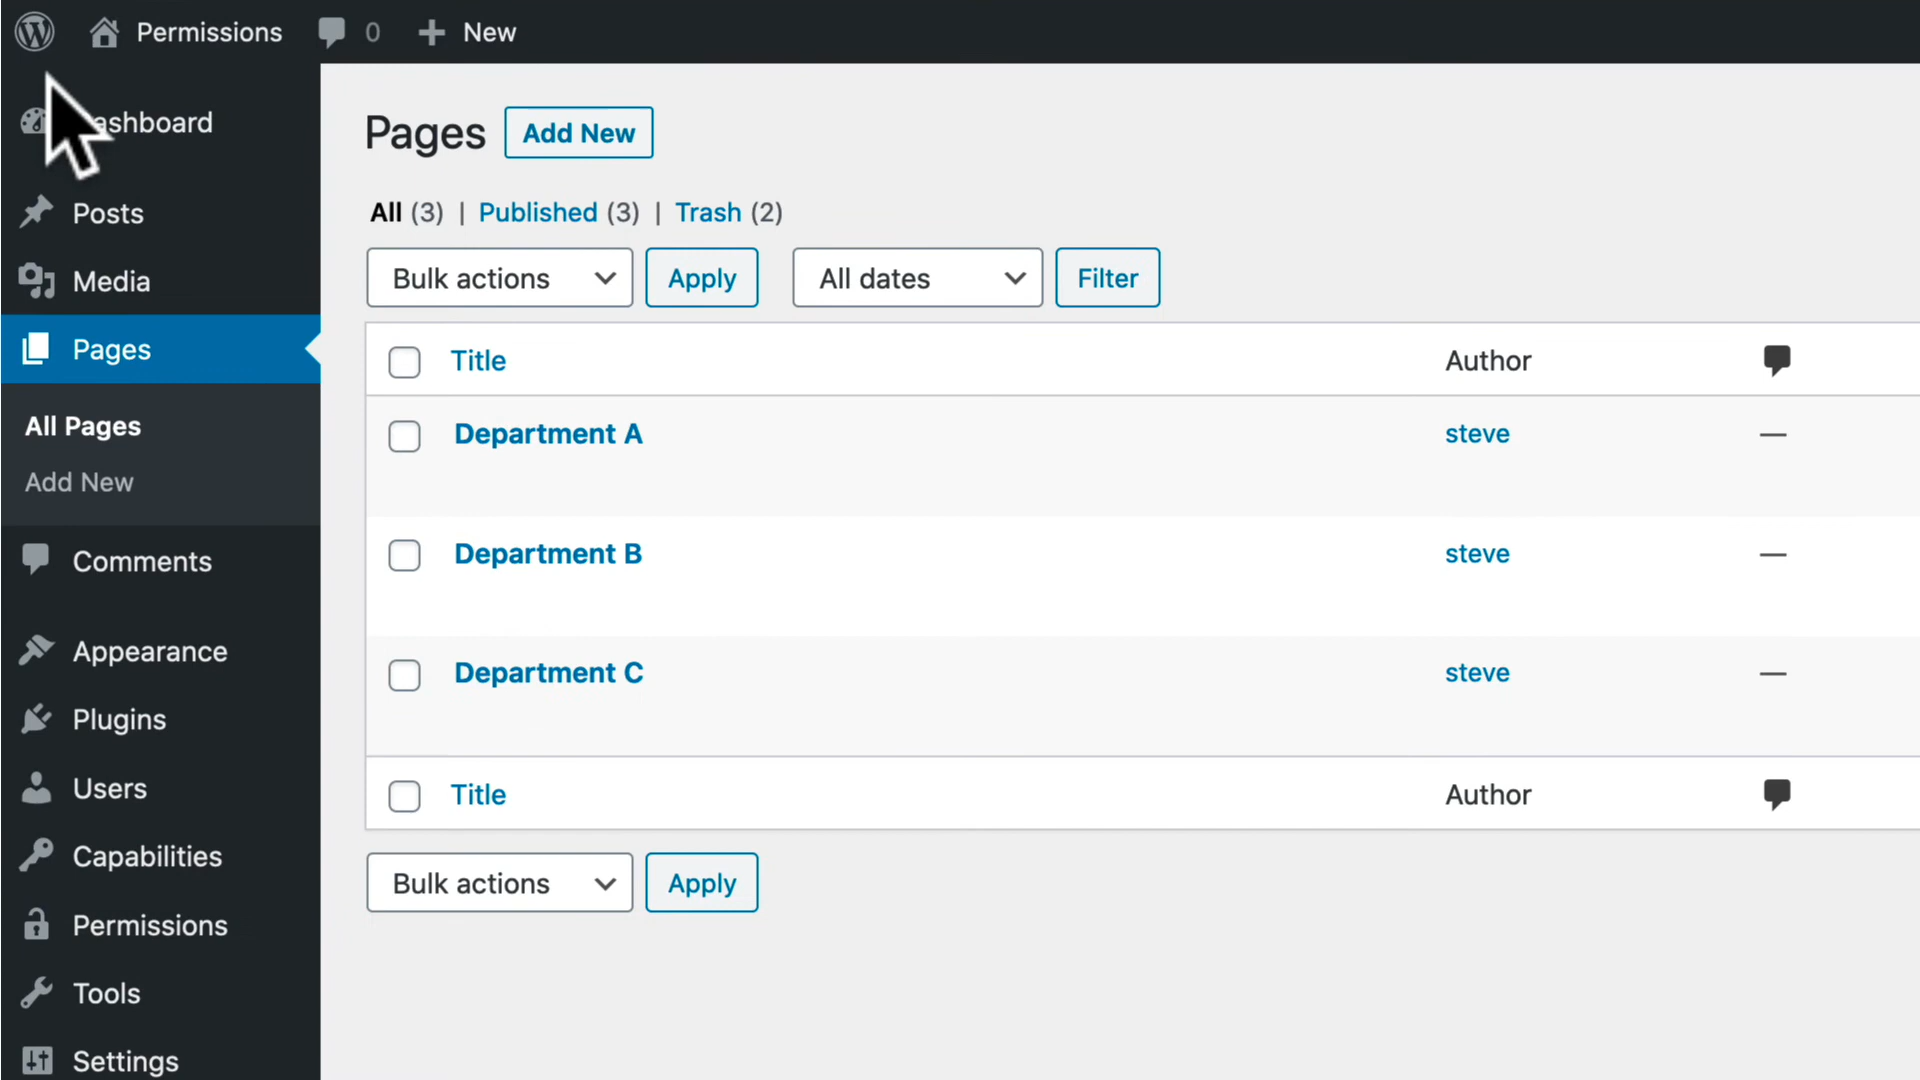 Permissions 0 New
Dashboard
Posts
Media
Pages
All Pages
Add New
Comments
Appearance
Plugins
Users
Capabilities
Permissions
Tools
Settings
Pages Add New
All (3) | Published (3) | Trash (2)
Bulk actions Apply All dates Filter
Title Author
Department A steve —
Department B steve —
Department C steve —
Title Author
Bulk actions Apply